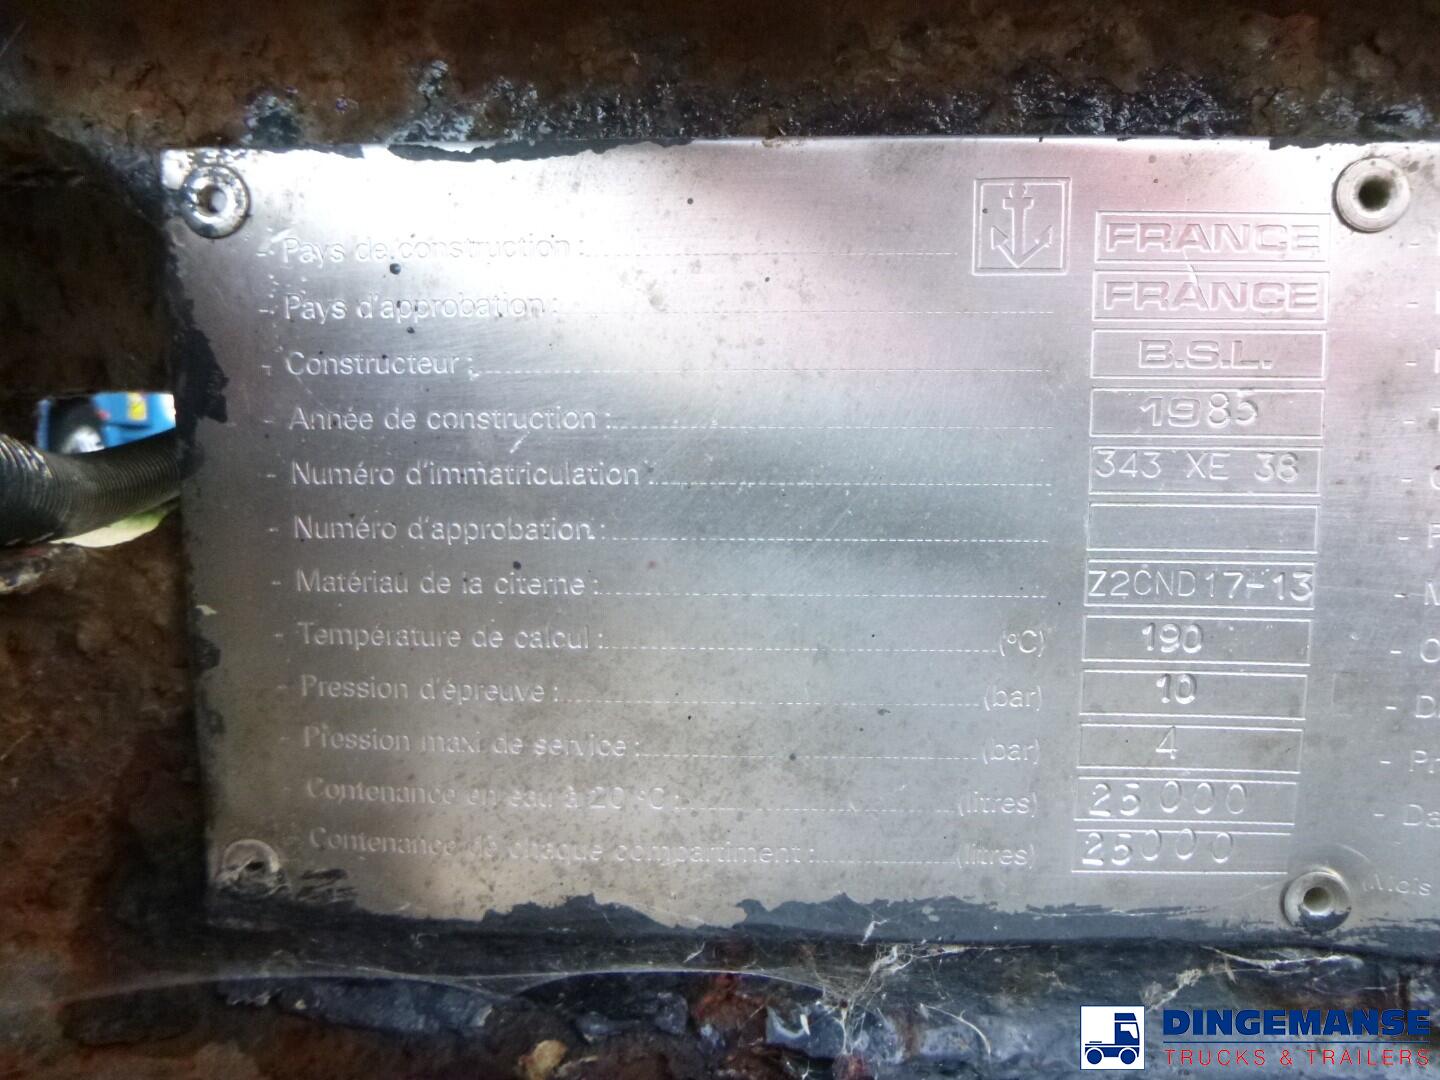 - Pays de construction : FRANCE
- Pays d'approbation : FRANCE
- Constructeur : B.S.L.
- Année de construction : 1985
- Numéro d'immatriculation : 343 XE 38
- Numéro d'approbation :
- Matériau de la citerne : Z2CND17-13
- Température de calcul : (°C) 190
- Pression d'épreuve : (bar) 10
- Pression maxi de service : (bar) 4
- Contenance en eau à 20 °C : (litres) 25000
- Contenance de chaque compartiment : (litres) 25000
DINGEMANSE
TRUCKS & TRAILERS